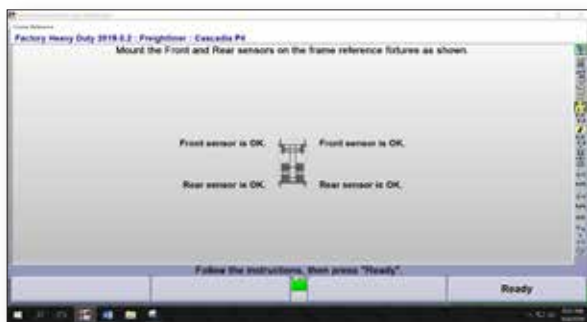 Frame Reference
Factory Heavy Duty 2019.0.2 : Freightliner : Cascadia P4
Mount the Front and Rear sensors on the frame reference fixtures as shown.
Front sensor is OK. Front sensor is OK.
Rear sensor is OK. Rear sensor is OK.
Follow the instructions, then press "Ready".
Ready